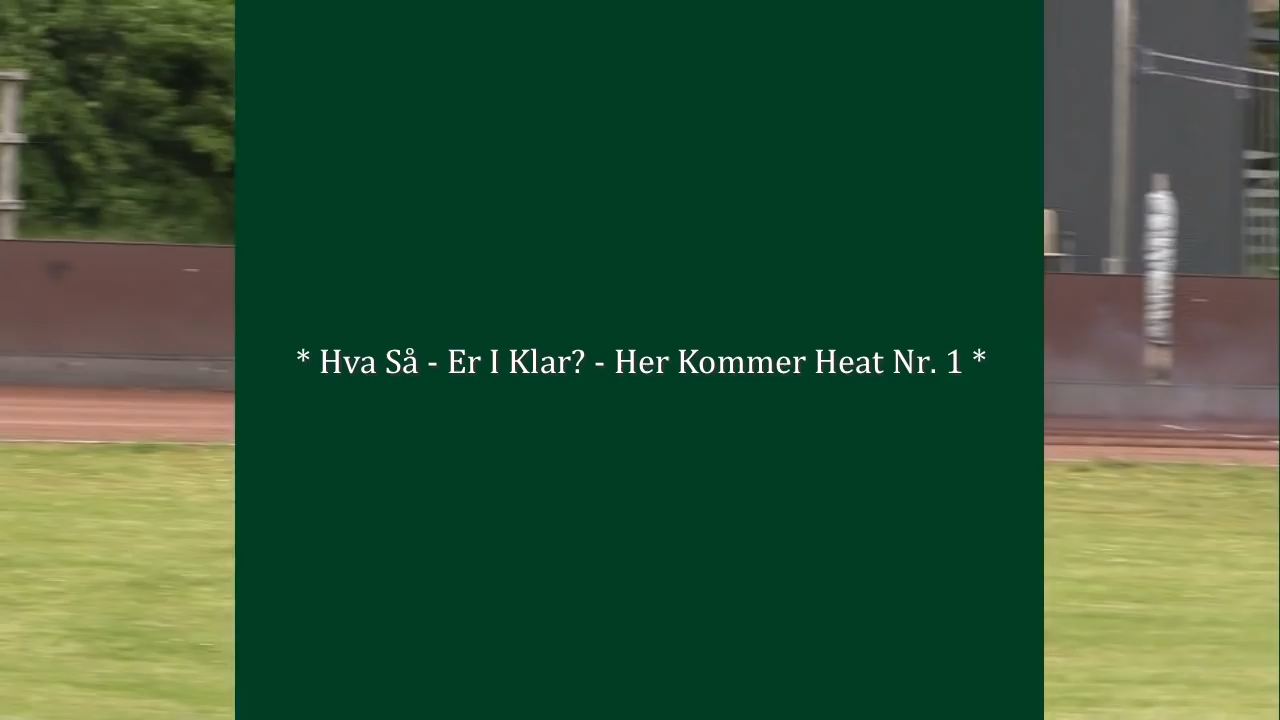 * Hva Så - Er I Klar? - Her Kommer Heat Nr. 1 *